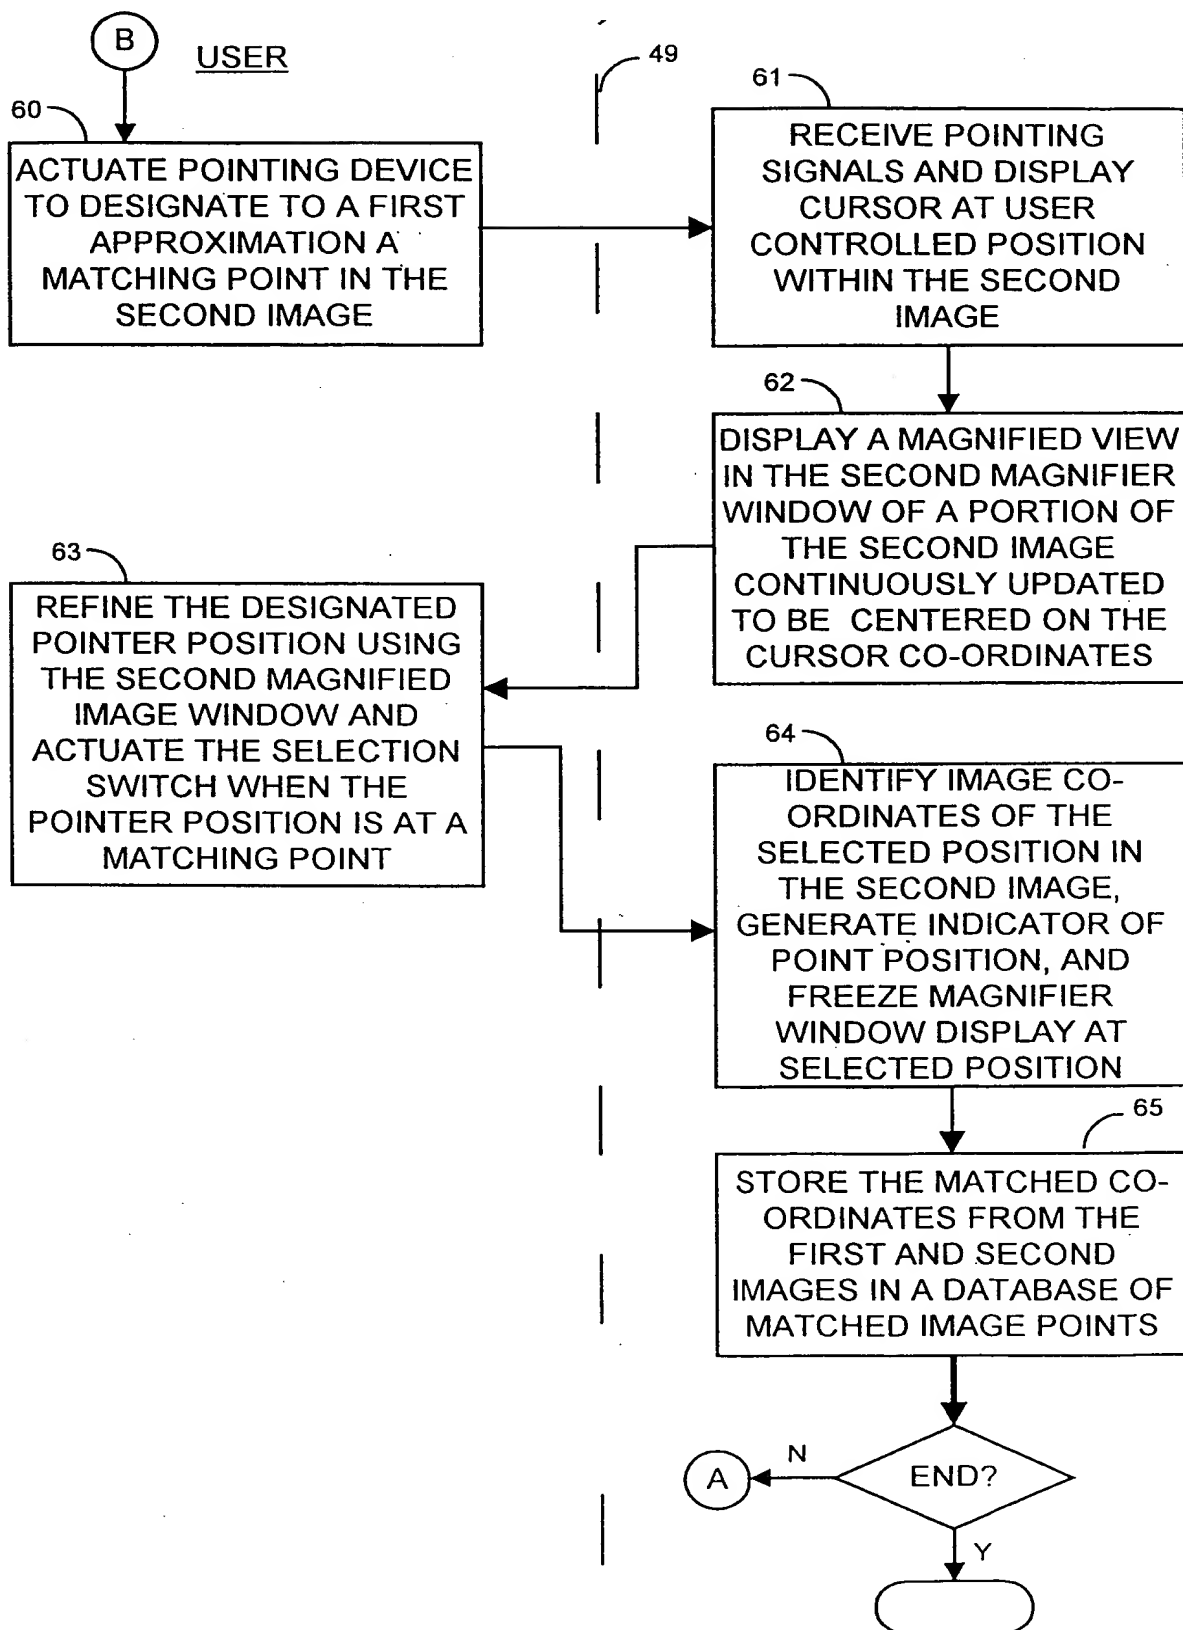 B
USER
49
60
ACTUATE POINTING DEVICE
TO DESIGNATE TO A FIRST
APPROXIMATION A
MATCHING POINT IN THE
SECOND IMAGE
61
RECEIVE POINTING
SIGNALS AND DISPLAY
CURSOR AT USER
CONTROLLED POSITION
WITHIN THE SECOND
IMAGE
62
DISPLAY A MAGNIFIED VIEW
IN THE SECOND MAGNIFIER
WINDOW OF A PORTION OF
THE SECOND IMAGE
CONTINUOUSLY UPDATED
TO BE CENTERED ON THE
CURSOR CO-ORDINATES
63
REFINE THE DESIGNATED
POINTER POSITION USING
THE SECOND MAGNIFIED
IMAGE WINDOW AND
ACTUATE THE SELECTION
SWITCH WHEN THE
POINTER POSITION IS AT A
MATCHING POINT
64
IDENTIFY IMAGE CO-
ORDINATES OF THE
SELECTED POSITION IN
THE SECOND IMAGE,
GENERATE INDICATOR OF
POINT POSITION, AND
FREEZE MAGNIFIER
WINDOW DISPLAY AT
SELECTED POSITION
65
STORE THE MATCHED CO-
ORDINATES FROM THE
FIRST AND SECOND
IMAGES IN A DATABASE OF
MATCHED IMAGE POINTS
A
N
END?
Y